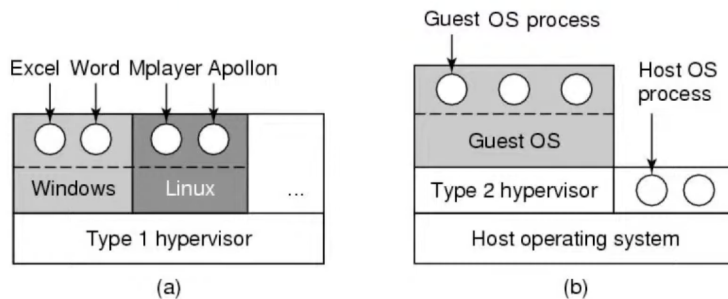 Guest OS process
Excel Word Mplayer Apollon
Host OS
process
Guest OS
Windows Linux ...
Type 2 hypervisor
Type 1 hypervisor
Host operating system
(a)
(b)